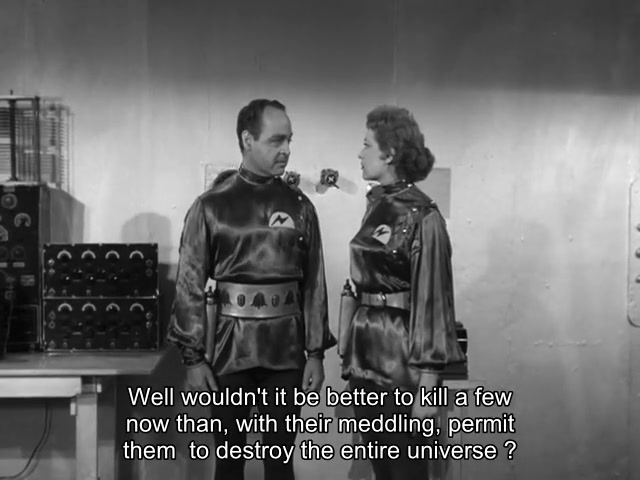 Well wouldn't it be better to kill a few
now than, with their meddling, permit
them  to destroy the entire universe ?